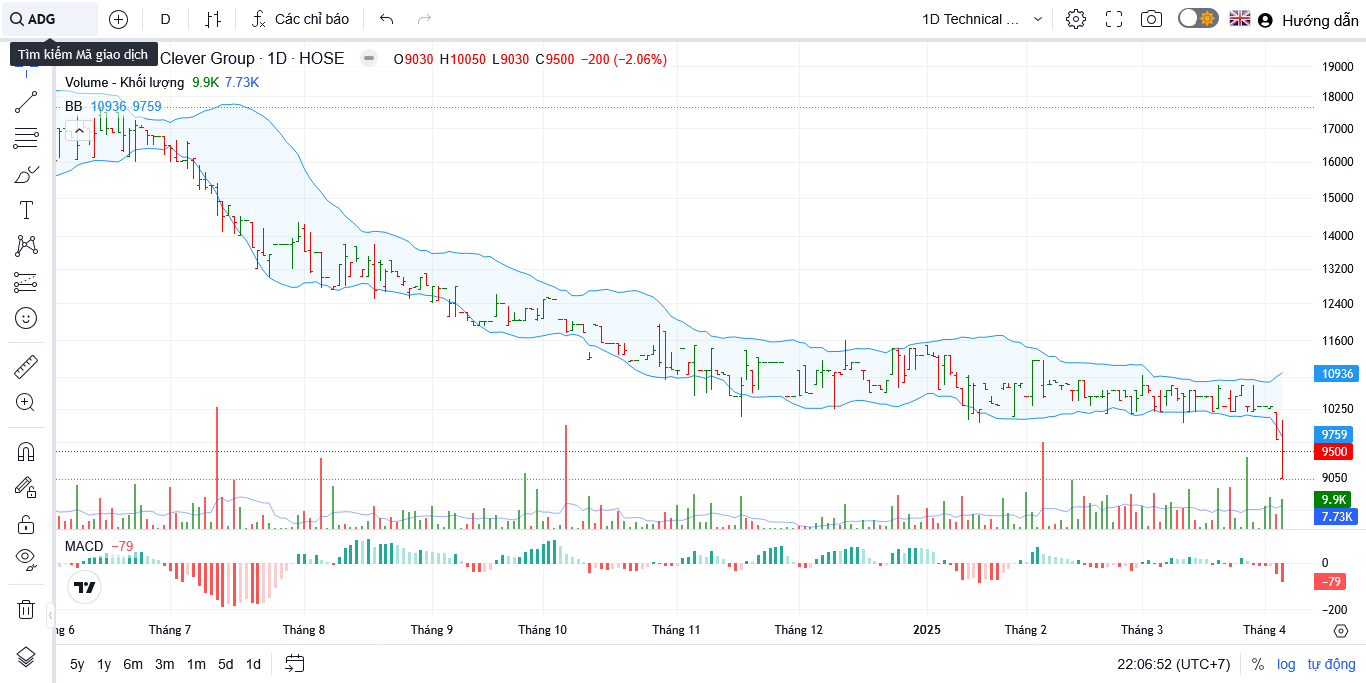 ADG D Các chỉ báo 1D Technical ... Hướng dẫn
Tìm kiếm Mã giao dịch
Clever Group · 1D · HOSE O9030 H10050 L9030 C9500 −200 (−2.06%)
Volume - Khối lượng 9.9K 7.73K
BB 10936 9759
19000
18000
17000
16000
15000
14000
13200
12400
11600
10936
10250
9759
9500
9050
9.9K
7.73K
MACD −79
0
−79
−200
ng 6 Tháng 7 Tháng 8 Tháng 9 Tháng 10 Tháng 11 Tháng 12 2025 Tháng 2 Tháng 3 Tháng 4
5y 1y 6m 3m 1m 5d 1d 22:06:52 (UTC+7) % log tự động